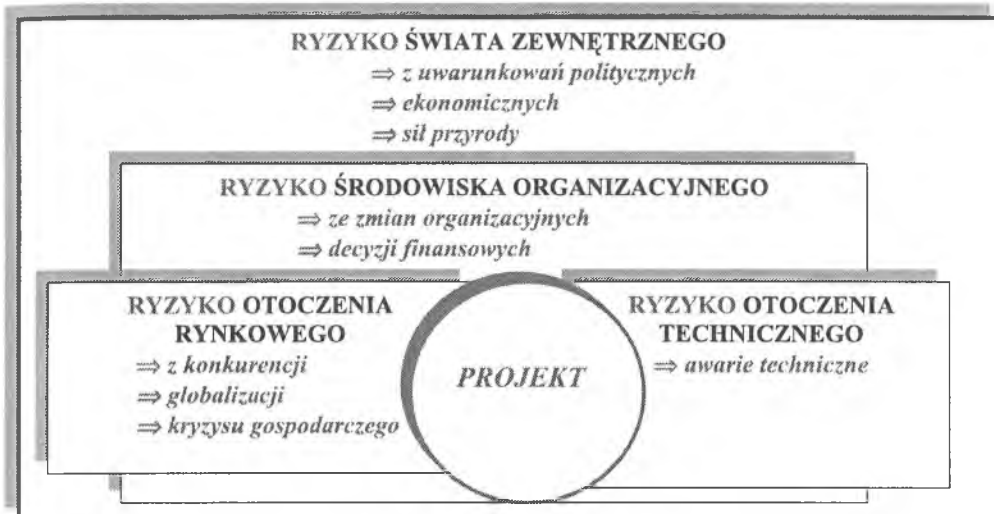 RYZYKO ŚWIATA ZEWNĘTRZNEGO
⇒ z uwarunkowań politycznych
⇒ ekonomicznych
⇒ sił przyrody
RYZYKO ŚRODOWISKA ORGANIZACYJNEGO
⇒ ze zmian organizacyjnych
⇒ decyzji finansowych
RYZYKO OTOCZENIA
RYNKOWEGO
⇒ z konkurencji
⇒ globalizacji
⇒ kryzysu gospodarczego
PROJEKT
RYZYKO OTOCZENIA
TECHNICZNEGO
⇒ awarie techniczne